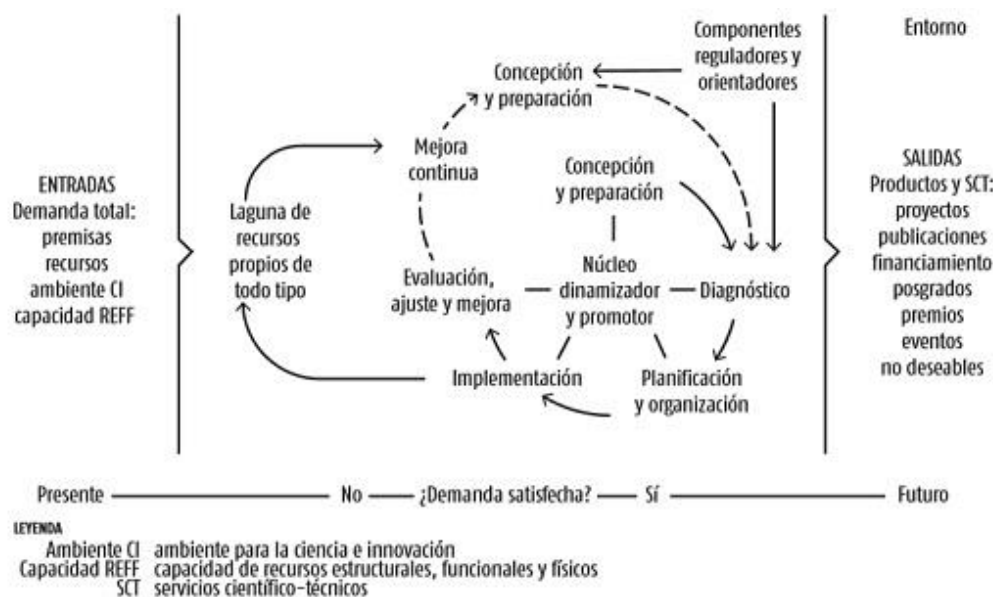 Componentes
reguladores y
orientadores
Entorno
Concepción
y preparación
Mejora
continua
Concepción
y preparación
ENTRADAS
Demanda total:
premisas
recursos
ambiente CI
capacidad REFF
Laguna de
recursos
propios de
todo tipo
Evaluación,
ajuste y mejora
Núcleo
dinamizador
y promotor
Diagnóstico
SALIDAS
Productos y SCT:
proyectos
publicaciones
financiamiento
posgrados
premios
eventos
no deseables
Implementación
Planificación
y organización
Presente No ¿Demanda satisfecha? Sí Futuro
LEYENDA
Ambiente CI ambiente para la ciencia e innovación
Capacidad REFF capacidad de recursos estructurales, funcionales y físicos
SCT servicios científico-técnicos